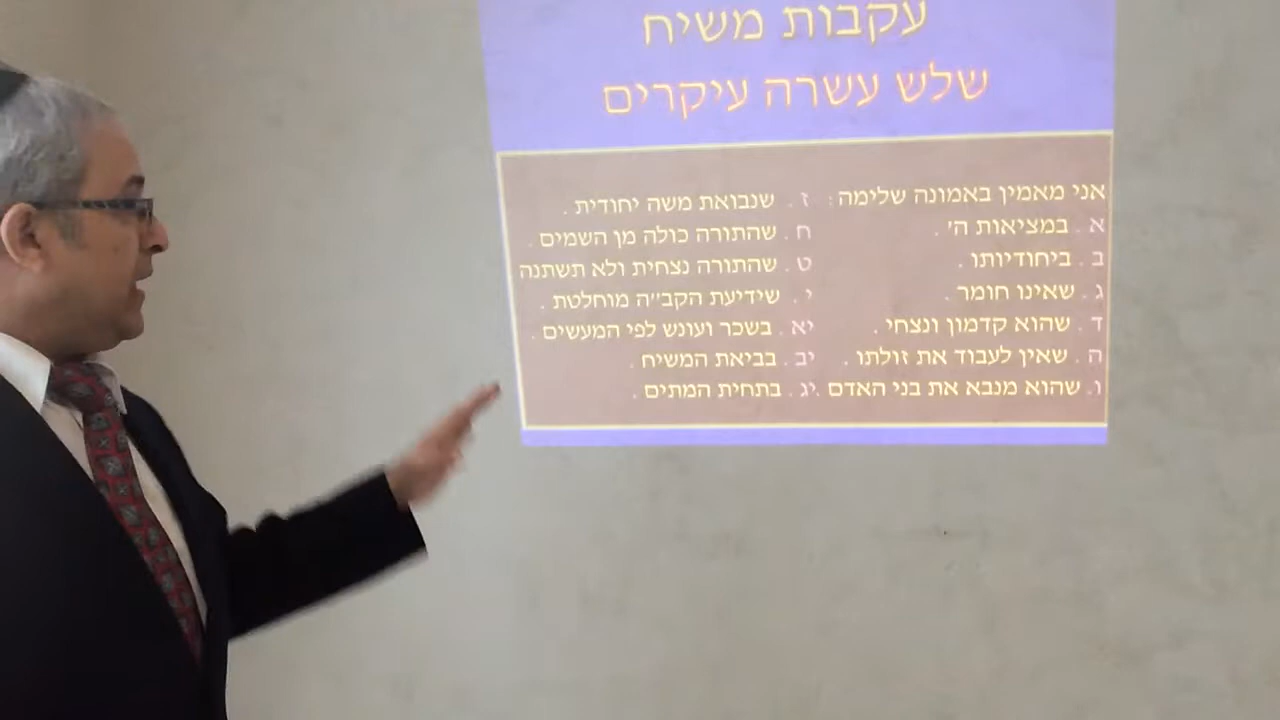 עקבות משיח
שלש עשרה עיקרים
אני מאמין באמונה שלימה:
א. במציאות ה'.
ב. ביחודיותו.
ג. שאינו חומר.
ד. שהוא קדמון ונצחי.
ה. שאין לעבוד את זולתו.
ו. שהוא מנבא את בני האדם.
ז. שנבואת משה יחודית.
ח. שהתורה כולה מן השמים.
ט. שהתורה נצחית ולא תשתנה
י. שידיעת הקב"ה מוחלטת.
יא. בשכר ועונש לפי המעשים.
יב. בביאת המשיח.
יג. בתחית המתים.